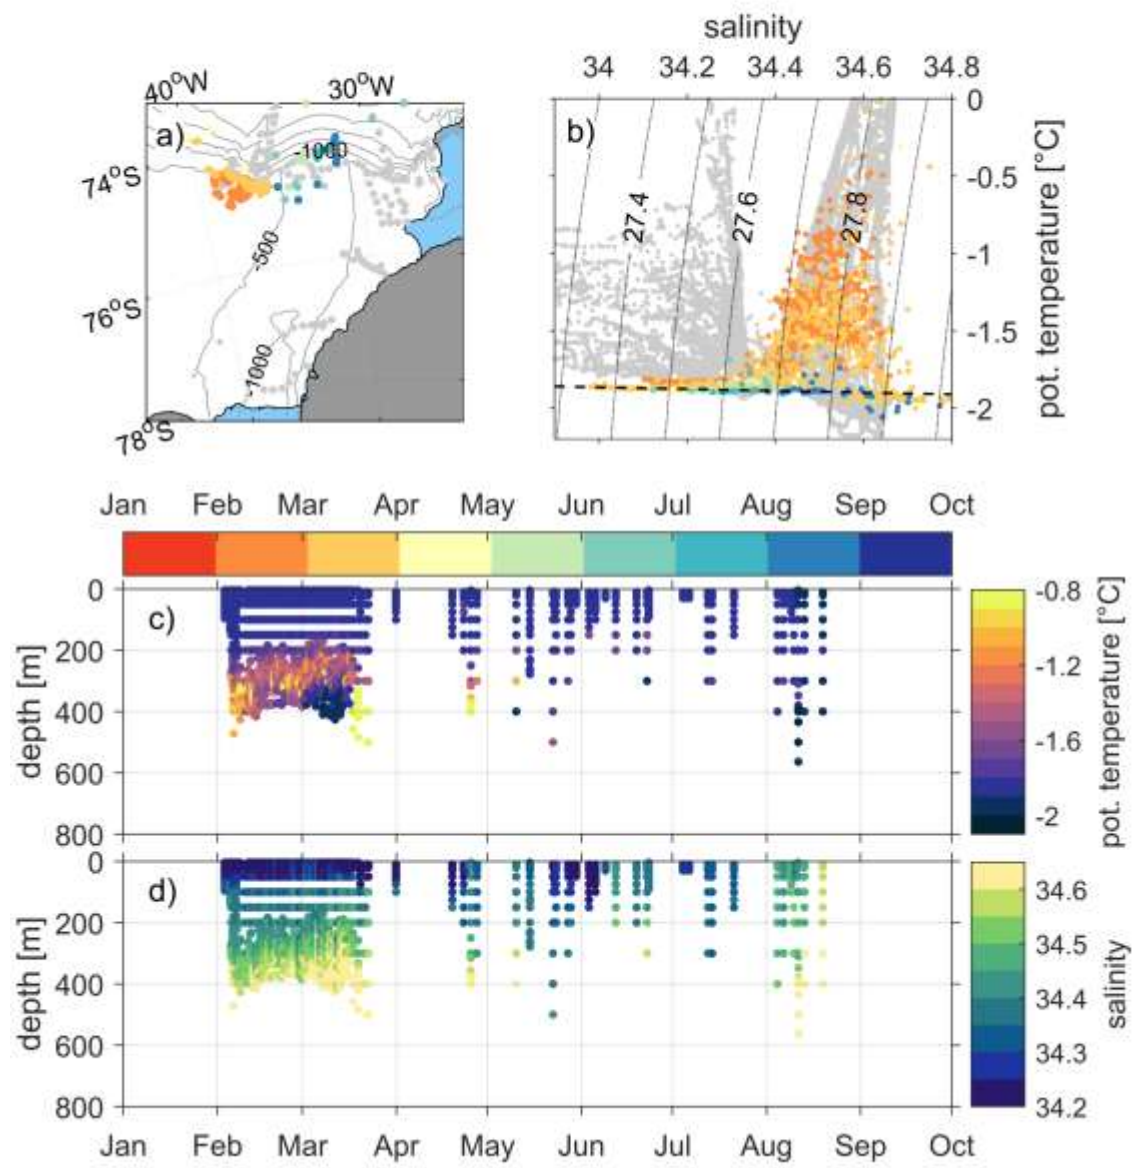 salinity
34 34.2 34.4 34.6 34.8
40°W 30°W
a)
-1000
74°S
-500
76°S
-1000
78°S
b)
27.4 27.6 27.8
0
-0.5
-1
-1.5
-2
pot. temperature [°C]
Jan Feb Mar Apr May Jun Jul Aug Sep Oct
c)
0
200
400
600
800
depth [m]
-0.8
-1.2
-1.6
-2
pot. temperature [°C]
d)
0
200
400
600
800
depth [m]
34.6
34.5
34.4
34.3
34.2
salinity
Jan Feb Mar Apr May Jun Jul Aug Sep Oct